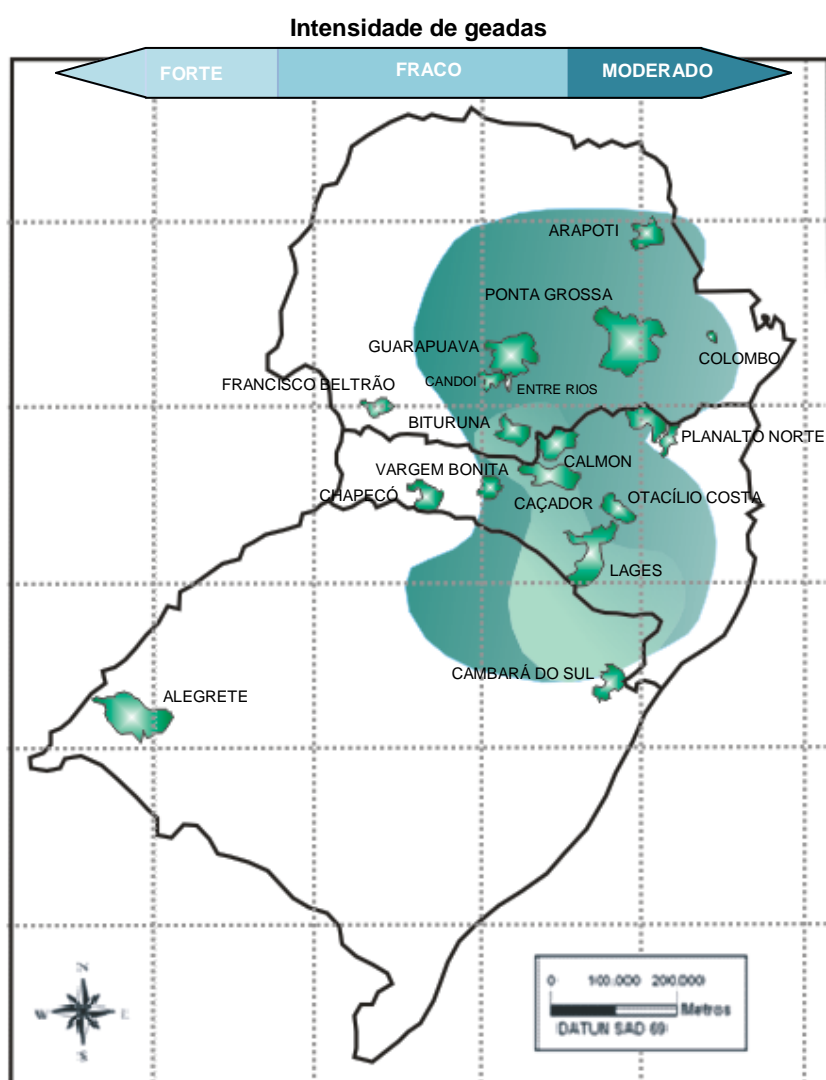 Intensidade de geadas
FORTE
FRACO
MODERADO
ARAPOTI
PONTA GROSSA
GUARAPUAVA
COLOMBO
FRANCISCO BELTRÃO
CANDOI
ENTRE RIOS
BITURUNA
PLANALTO NORTE
CALMON
VARGEM BONITA
CHAPECÓ
CAÇADOR
OTACÍLIO COSTA
LAGES
CAMBARÁ DO SUL
ALEGRETE
N
W E
S
0 100.000 200.000
Metros
DATUN SAD 69